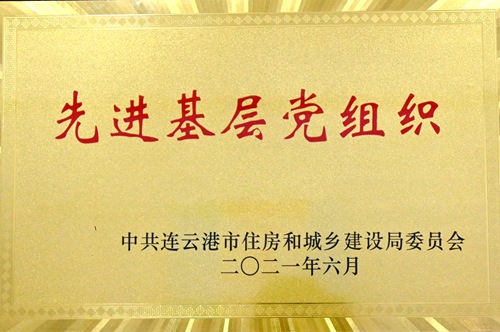 先进基层党组织
中共连云港市住房和城乡建设局委员会
二〇二一年六月